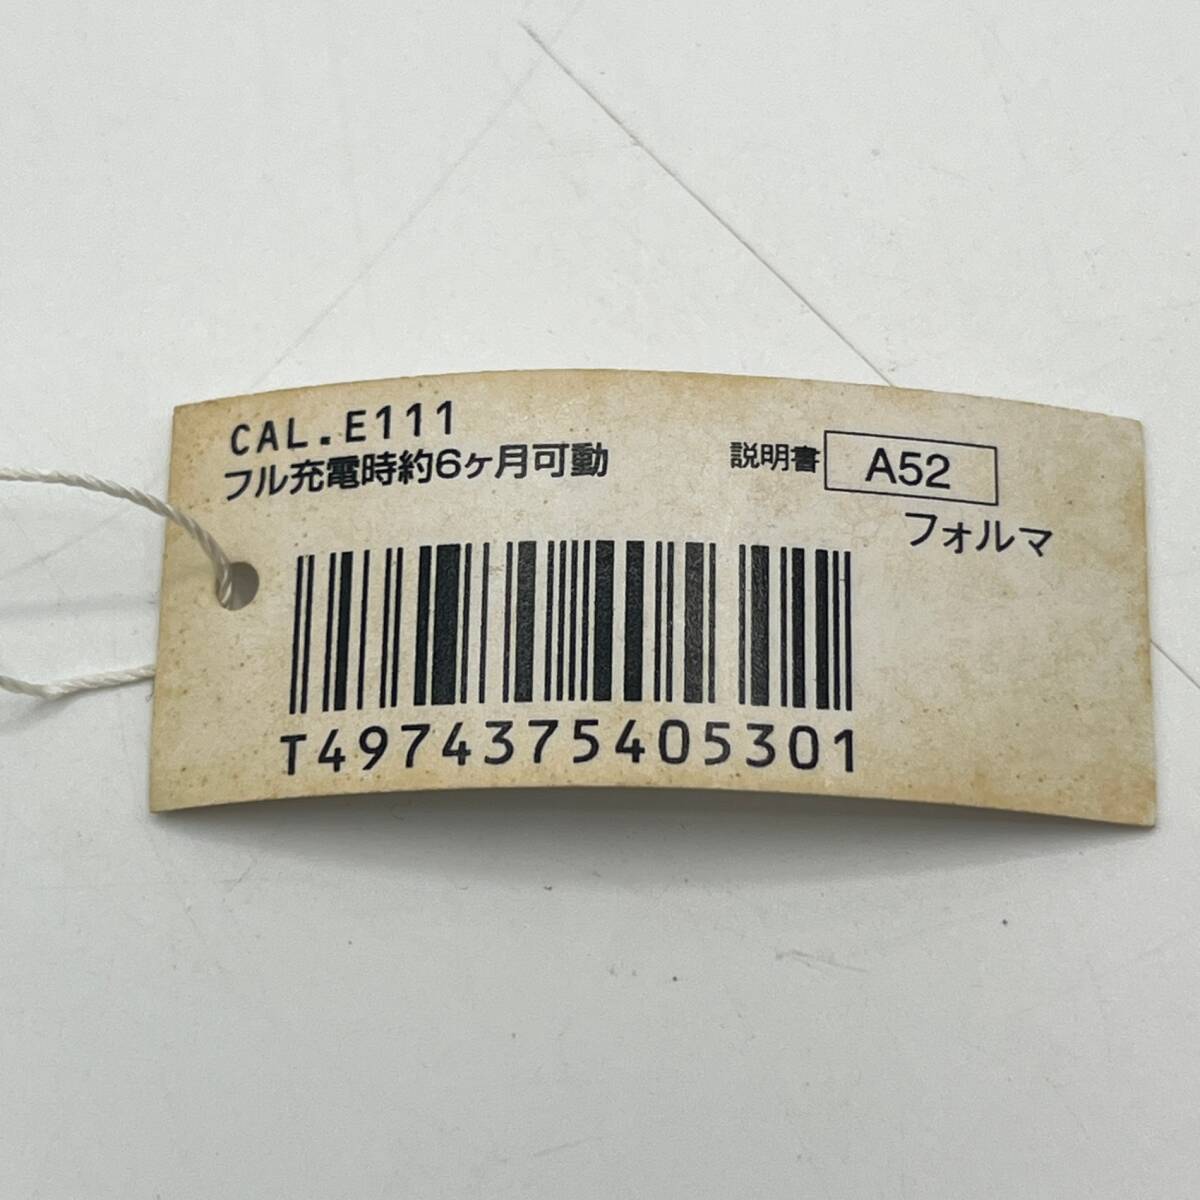 CAL.E111
フル充電時約6ヶ月可動
説明書 A52
フォルマ
T4974375405301